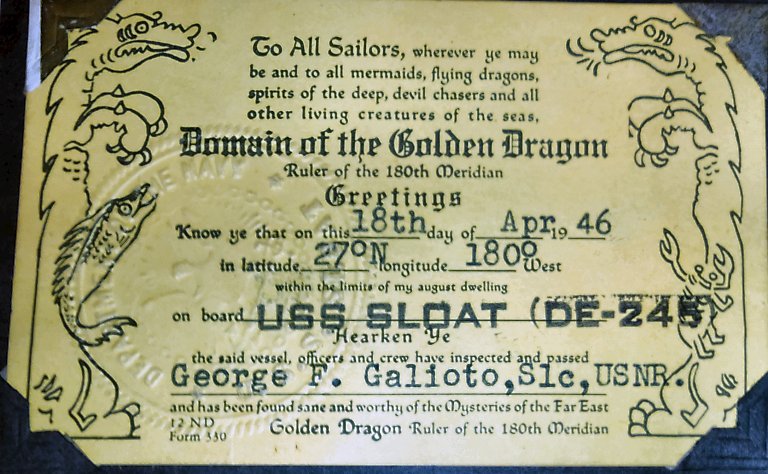 To All Sailors, wherever ye may
be and to all mermaids, flying dragons,
spirits of the deep, devil chasers and all
other living creatures of the seas,
Domain of the Golden Dragon
Ruler of the 180th Meridian
Greetings
Know ye that on this 18th day of Apr 19 46
in latitude 27°N longitude 180° West
within the limits of my august dwelling
on board USS SLOAT (DE-245)
Hearken Ye
the said vessel, officers and crew have inspected and passed
George F. Galioto, S1c, USNR.
and has been found sane and worthy of the Mysteries of the Far East
12 ND
Form 330
Golden Dragon Ruler of the 180th Meridian